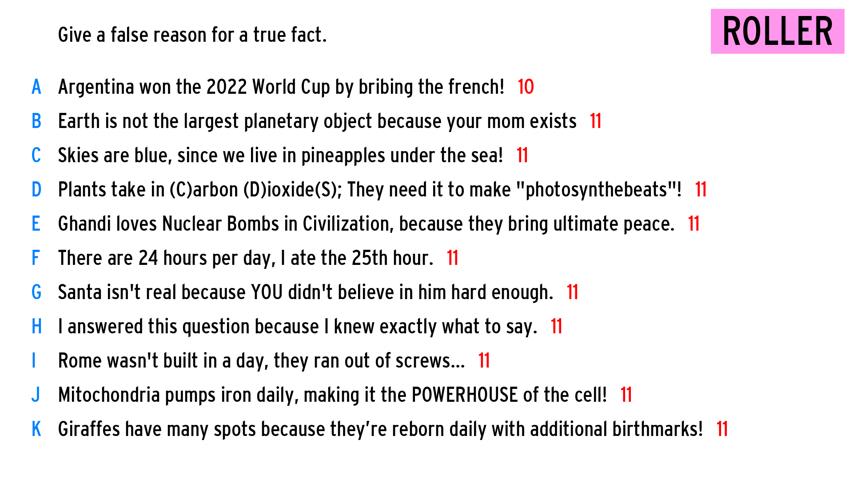 Give a false reason for a true fact.
ROLLER
A Argentina won the 2022 World Cup by bribing the french! 10
B Earth is not the largest planetary object because your mom exists 11
C Skies are blue, since we live in pineapples under the sea! 11
D Plants take in (C)arbon (D)ioxide(S); They need it to make "photosynthebeats"! 11
E Ghandi loves Nuclear Bombs in Civilization, because they bring ultimate peace. 11
F There are 24 hours per day, I ate the 25th hour. 11
G Santa isn't real because YOU didn't believe in him hard enough. 11
H I answered this question because I knew exactly what to say. 11
I Rome wasn't built in a day, they ran out of screws... 11
J Mitochondria pumps iron daily, making it the POWERHOUSE of the cell! 11
K Giraffes have many spots because they’re reborn daily with additional birthmarks! 11